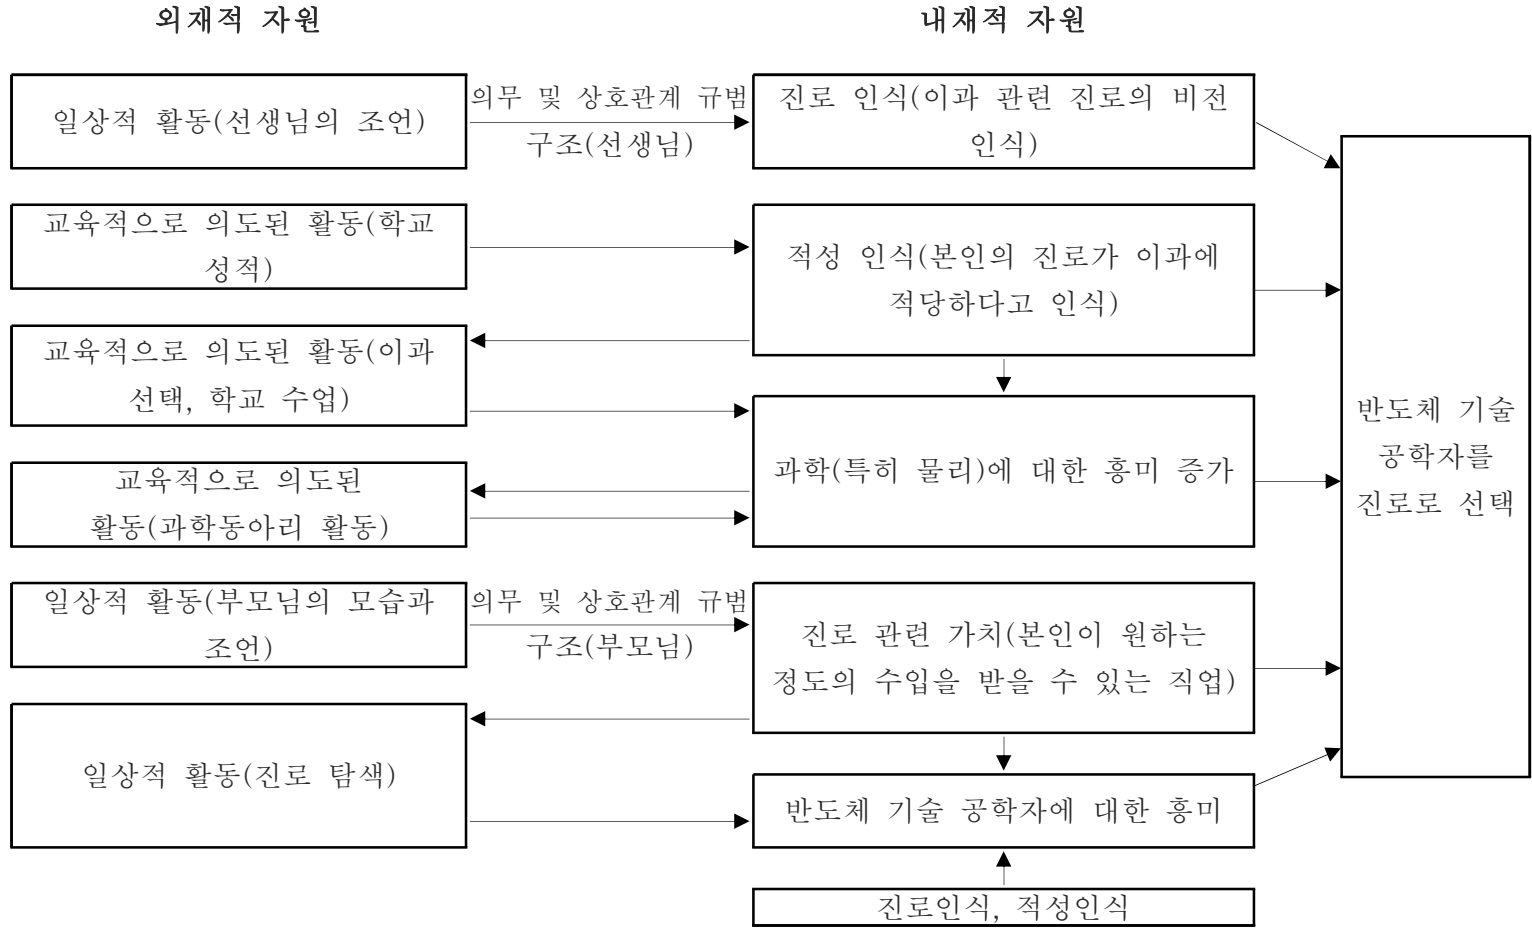 외재적 자원
내재적 자원
일상적 활동(선생님의 조언)
의무 및 상호관계 규범
구조(선생님)
진로 인식(이과 관련 진로의 비전
인식)
교육적으로 의도된 활동(학교
성적)
적성 인식(본인의 진로가 이과에
적당하다고 인식)
교육적으로 의도된 활동(이과
선택, 학교 수업)
과학(특히 물리)에 대한 흥미 증가
교육적으로 의도된
활동(과학동아리 활동)
일상적 활동(부모님의 모습과
조언)
의무 및 상호관계 규범
구조(부모님)
진로 관련 가치(본인이 원하는
정도의 수입을 받을 수 있는 직업)
일상적 활동(진로 탐색)
반도체 기술 공학자에 대한 흥미
진로인식, 적성인식
반도체 기술
공학자를
진로로 선택